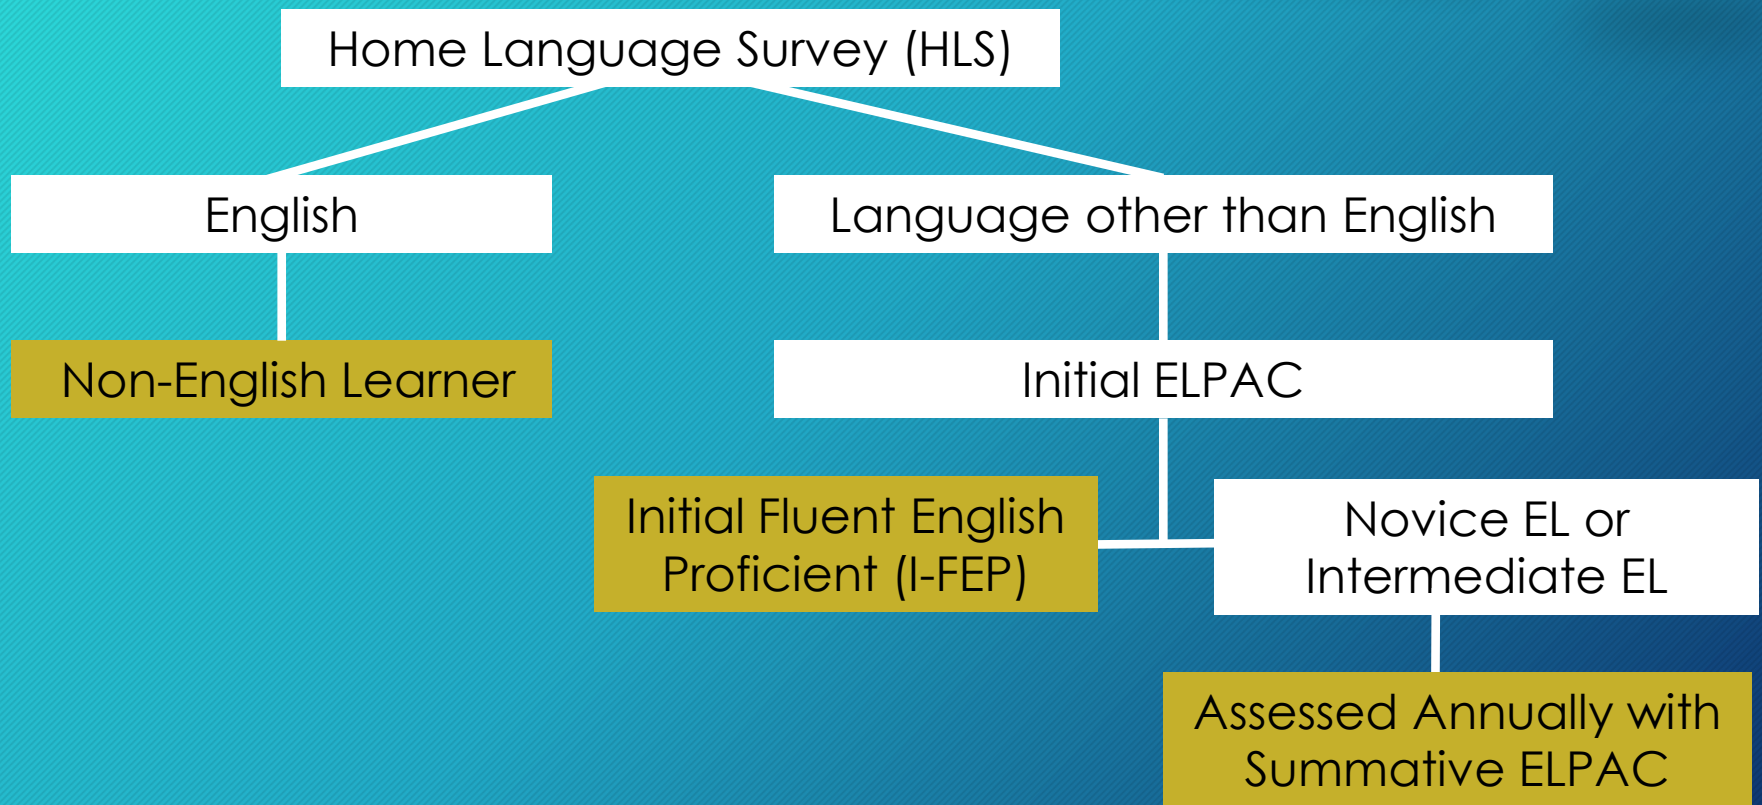 Home Language Survey (HLS)
English
Language other than English
Non-English Learner
Initial ELPAC
Initial Fluent English
Proficient (I-FEP)
Novice EL or
Intermediate EL
Assessed Annually with
Summative ELPAC